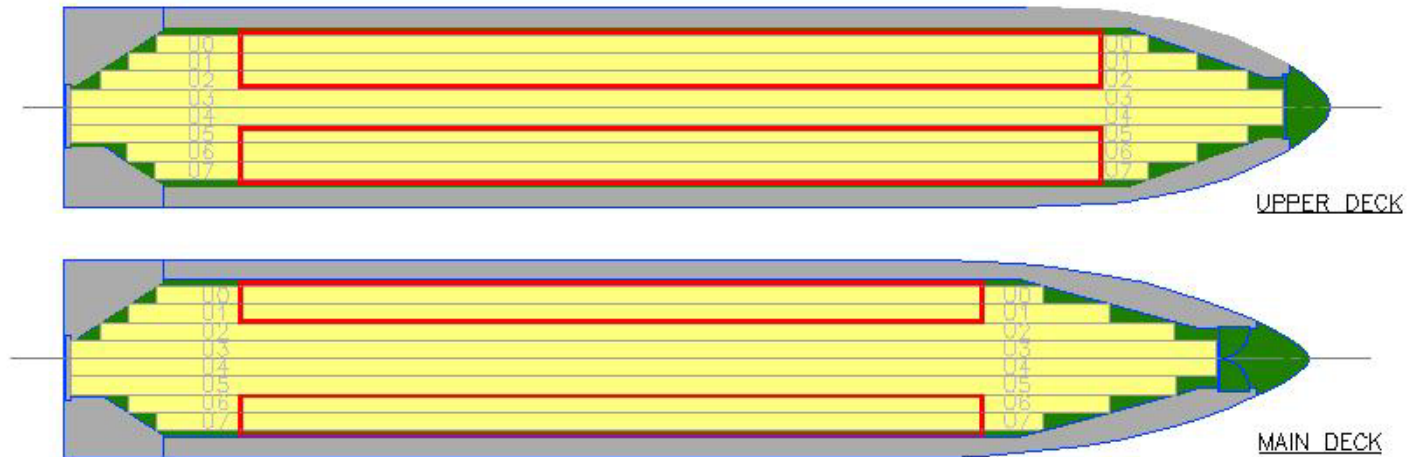 U0 U0
U1 U1
U2 U2
U3 U3
U4 U4
U5 U5
U6 U6
U7 U7
UPPER DECK
U0 U0
U1 U1
U2 U2
U3 U3
U4 U4
U5 U5
U6 U6
U7 U7
MAIN DECK